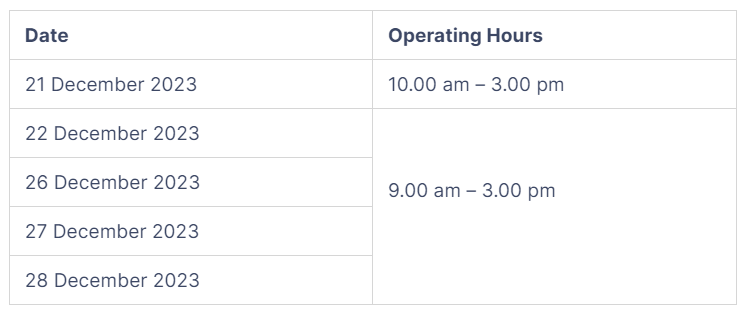 Date Operating Hours
21 December 2023 10.00 am – 3.00 pm
22 December 2023
26 December 2023
9.00 am – 3.00 pm
27 December 2023
28 December 2023